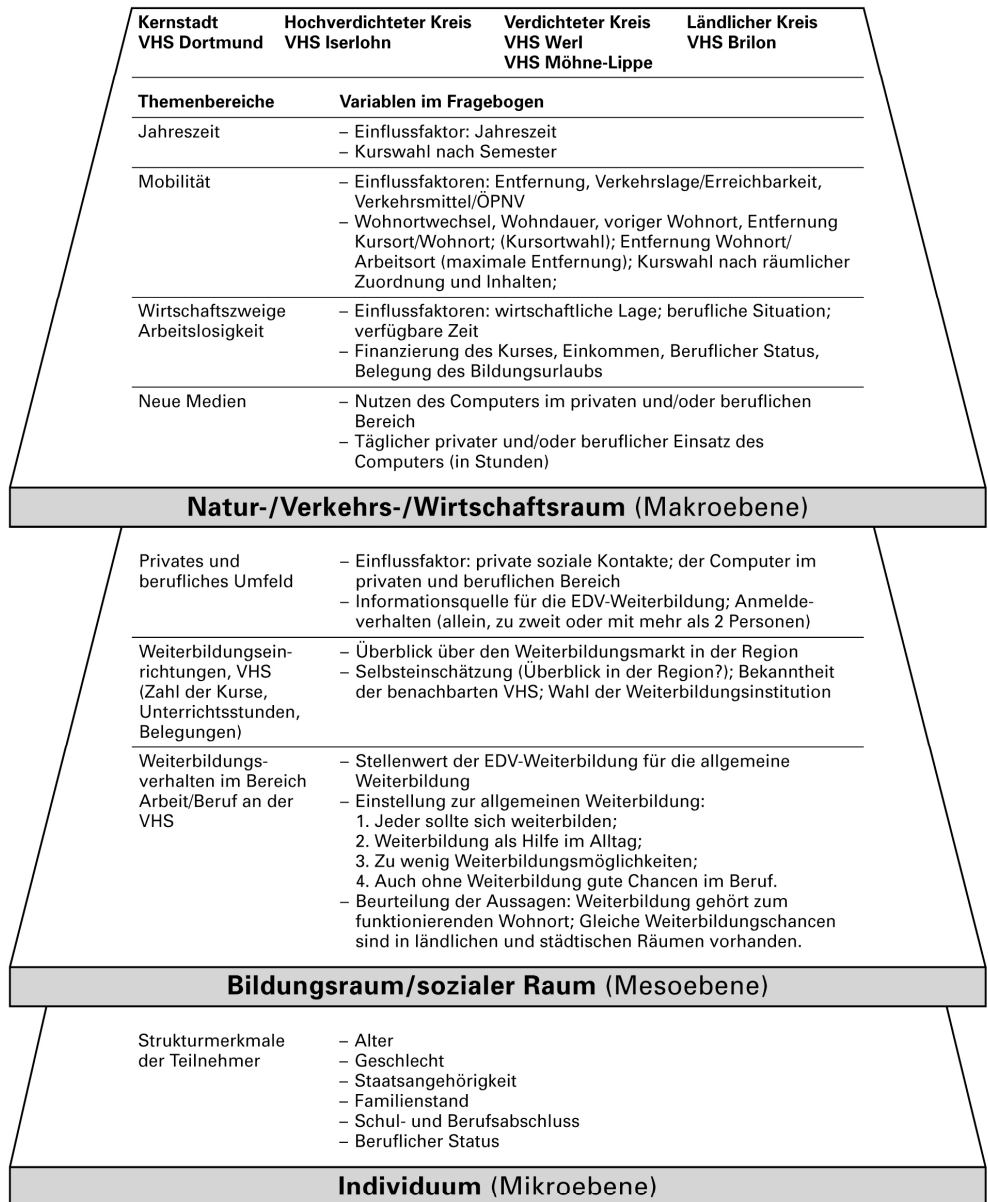 Kernstadt Hochverdichteter Kreis Verdichteter Kreis Ländlicher Kreis
VHS Dortmund VHS Iserlohn VHS Werl VHS Brilon
VHS Möhne-Lippe
Themenbereiche Variablen im Fragebogen
Jahreszeit – Einflussfaktor: Jahreszeit
– Kurswahl nach Semester
Mobilität – Einflussfaktoren: Entfernung, Verkehrslage/Erreichbarkeit,
Verkehrsmittel/ÖPNV
– Wohnortwechsel, Wohndauer, voriger Wohnort, Entfernung
Kursort/Wohnort; (Kursortwahl); Entfernung Wohnort/
Arbeitsort (maximale Entfernung); Kurswahl nach räumlicher
Zuordnung und Inhalten;
Wirtschaftszweige – Einflussfaktoren: wirtschaftliche Lage; berufliche Situation;
Arbeitslosigkeit verfügbare Zeit
– Finanzierung des Kurses, Einkommen, Beruflicher Status,
Belegung des Bildungsurlaubs
Neue Medien – Nutzen des Computers im privaten und/oder beruflichen
Bereich
– Täglicher privater und/oder beruflicher Einsatz des
Computers (in Stunden)
Natur-/Verkehrs-/Wirtschaftsraum (Makroebene)
Privates und – Einflussfaktor: private soziale Kontakte; der Computer im
berufliches Umfeld privaten und beruflichen Bereich
– Informationsquelle für die EDV-Weiterbildung; Anmelde-
verhalten (allein, zu zweit oder mit mehr als 2 Personen)
Weiterbildungsein- – Überblick über den Weiterbildungsmarkt in der Region
richtungen, VHS – Selbsteinschätzung (Überblick in der Region?); Bekanntheit
(Zahl der Kurse, der benachbarten VHS; Wahl der Weiterbildungsinstitution
Unterrichtsstunden,
Belegungen)
Weiterbildungs- – Stellenwert der EDV-Weiterbildung für die allgemeine
verhalten im Bereich Weiterbildung
Arbeit/Beruf an der – Einstellung zur allgemeinen Weiterbildung:
VHS 1. Jeder sollte sich weiterbilden;
2. Weiterbildung als Hilfe im Alltag;
3. Zu wenig Weiterbildungsmöglichkeiten;
4. Auch ohne Weiterbildung gute Chancen im Beruf.
– Beurteilung der Aussagen: Weiterbildung gehört zum
funktionierenden Wohnort; Gleiche Weiterbildungschancen
sind in ländlichen und städtischen Räumen vorhanden.
Bildungsraum/sozialer Raum (Mesoebene)
Strukturmerkmale – Alter
der Teilnehmer – Geschlecht
– Staatsangehörigkeit
– Familienstand
– Schul- und Berufsabschluss
– Beruflicher Status
Individuum (Mikroebene)